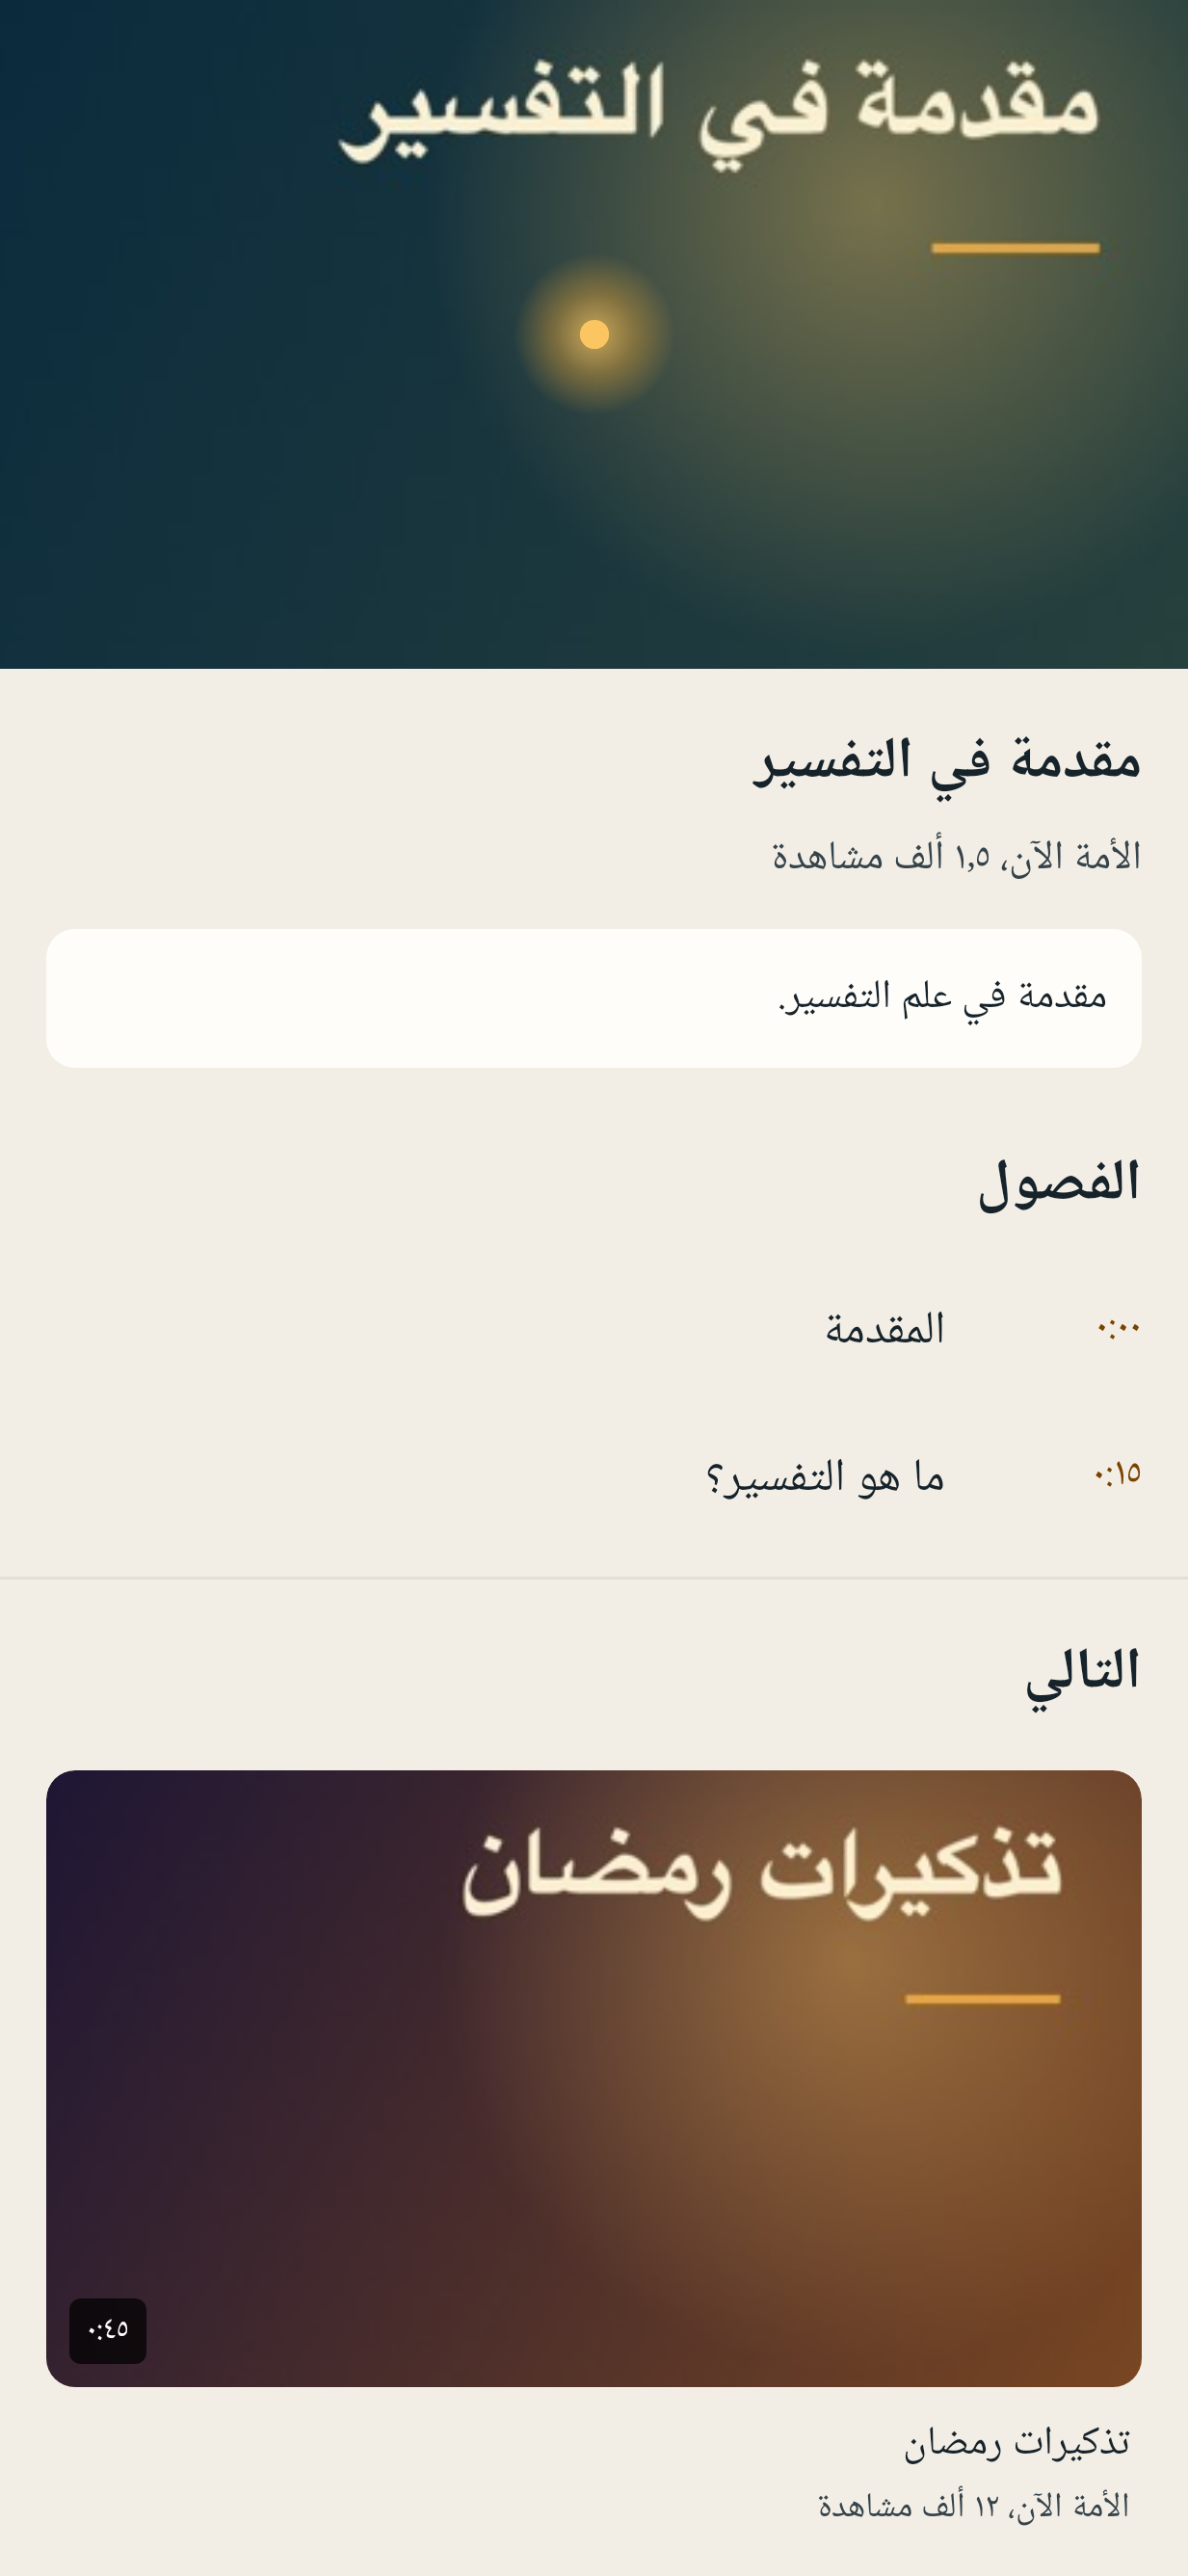 مقدمة في التفسير
مقدمة في التفسير
الأمة الآن، ١٫٥ ألف مشاهدة
مقدمة في علم التفسير.
الفصول
٠:٠٠
المقدمة
٠:١٥
ما هو التفسير؟
التالي
تذكيرات رمضان
٠:٤٥
تذكيرات رمضان
الأمة الآن، ١٢ ألف مشاهدة